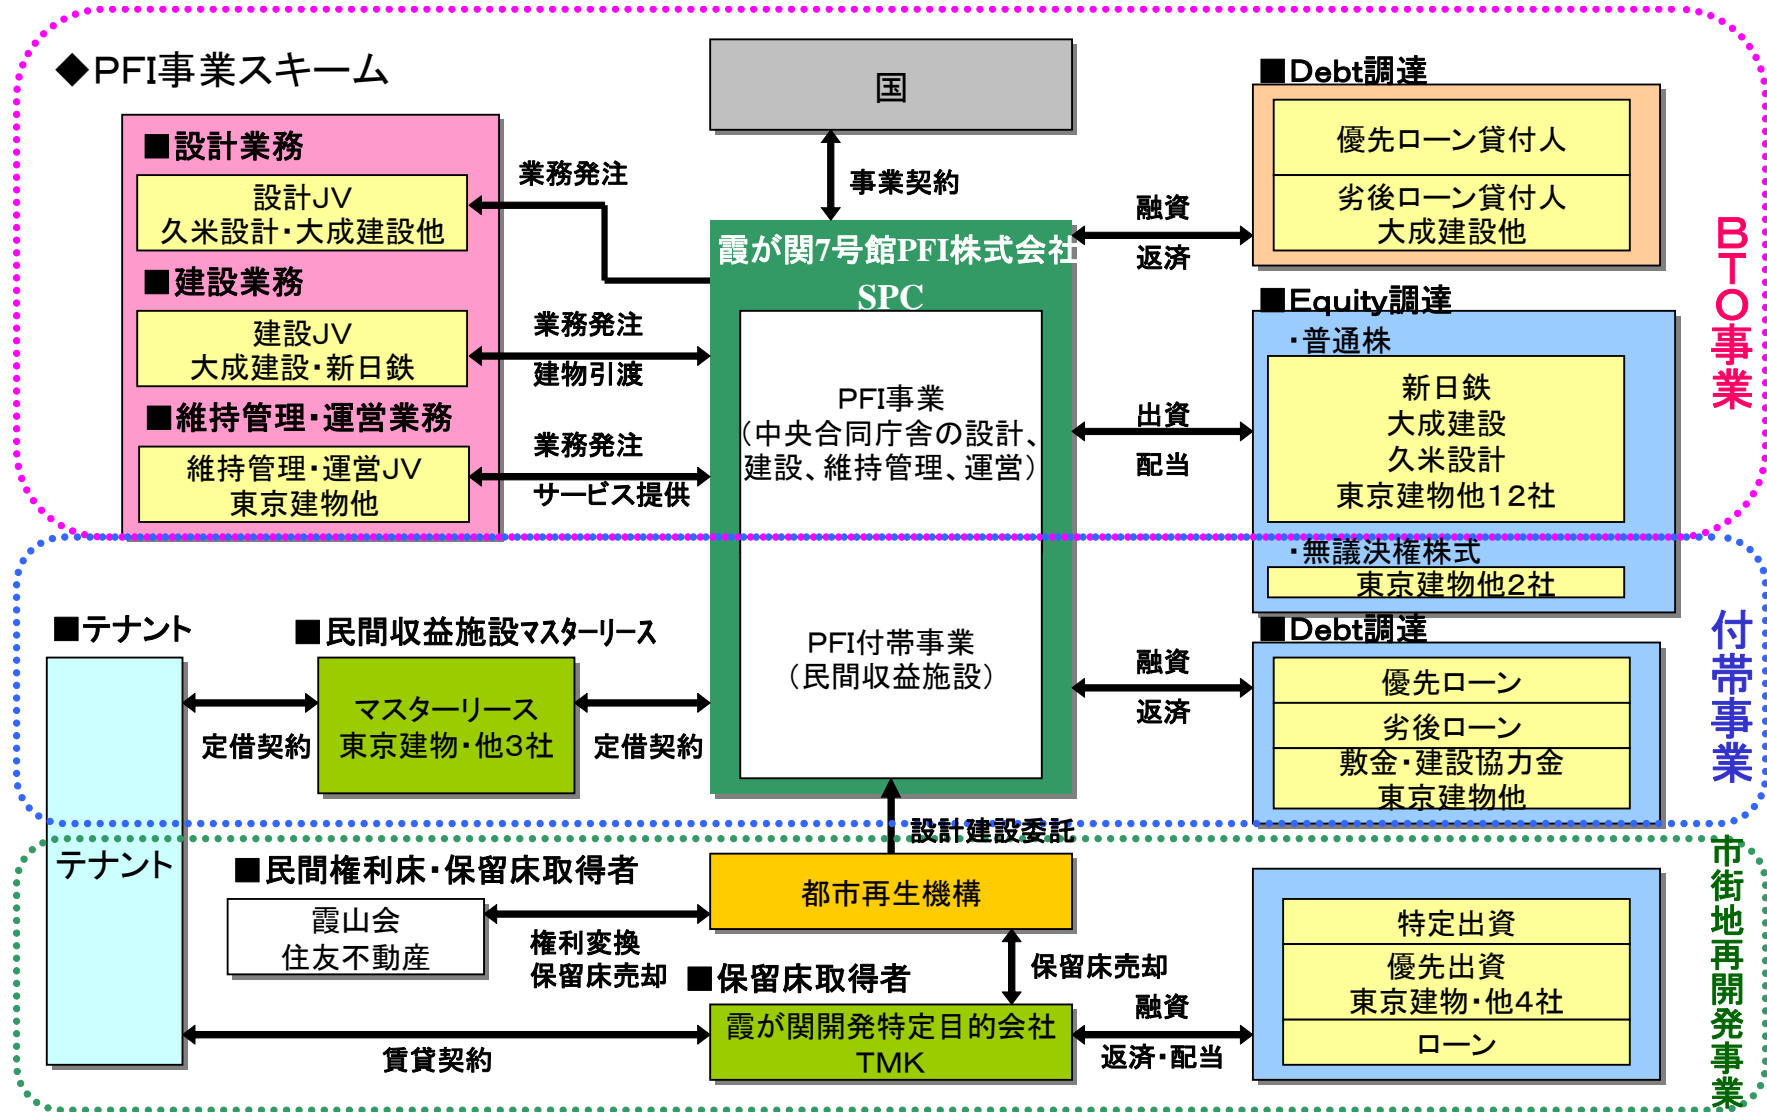 ◆PFI事業スキーム
国
事業契約
■設計業務
設計JV
久米設計・大成建設他
業務発注
■建設業務
建設JV
大成建設・新日鉄
業務発注
建物引渡
■維持管理・運営業務
維持管理・運営JV
東京建物他
業務発注
サービス提供
霞が関7号館PFI株式会社
SPC
PFI事業
(中央合同庁舎の設計、
建設、維持管理、運営)
PFI付帯事業
(民間収益施設)
■Debt調達
優先ローン貸付人
劣後ローン貸付人
大成建設他
融資
返済
■Equity調達
・普通株
新日鉄
大成建設
久米設計
東京建物他12社
出資
配当
・無議決権株式
東京建物他2社
BTO事業
■テナント
テナント
定借契約
■民間収益施設マスターリース
マスターリース
東京建物・他3社
定借契約
融資
返済
■Debt調達
優先ローン
劣後ローン
敷金・建設協力金
東京建物他
付帯事業
設計建設委託
都市再生機構
■民間権利床・保留床取得者
霞山会
住友不動産
権利変換
保留床売却
■保留床取得者
保留床売却
霞が関開発特定目的会社
TMK
賃貸契約
融資
返済・配当
特定出資
優先出資
東京建物・他4社
ローン
市街地再開発事業